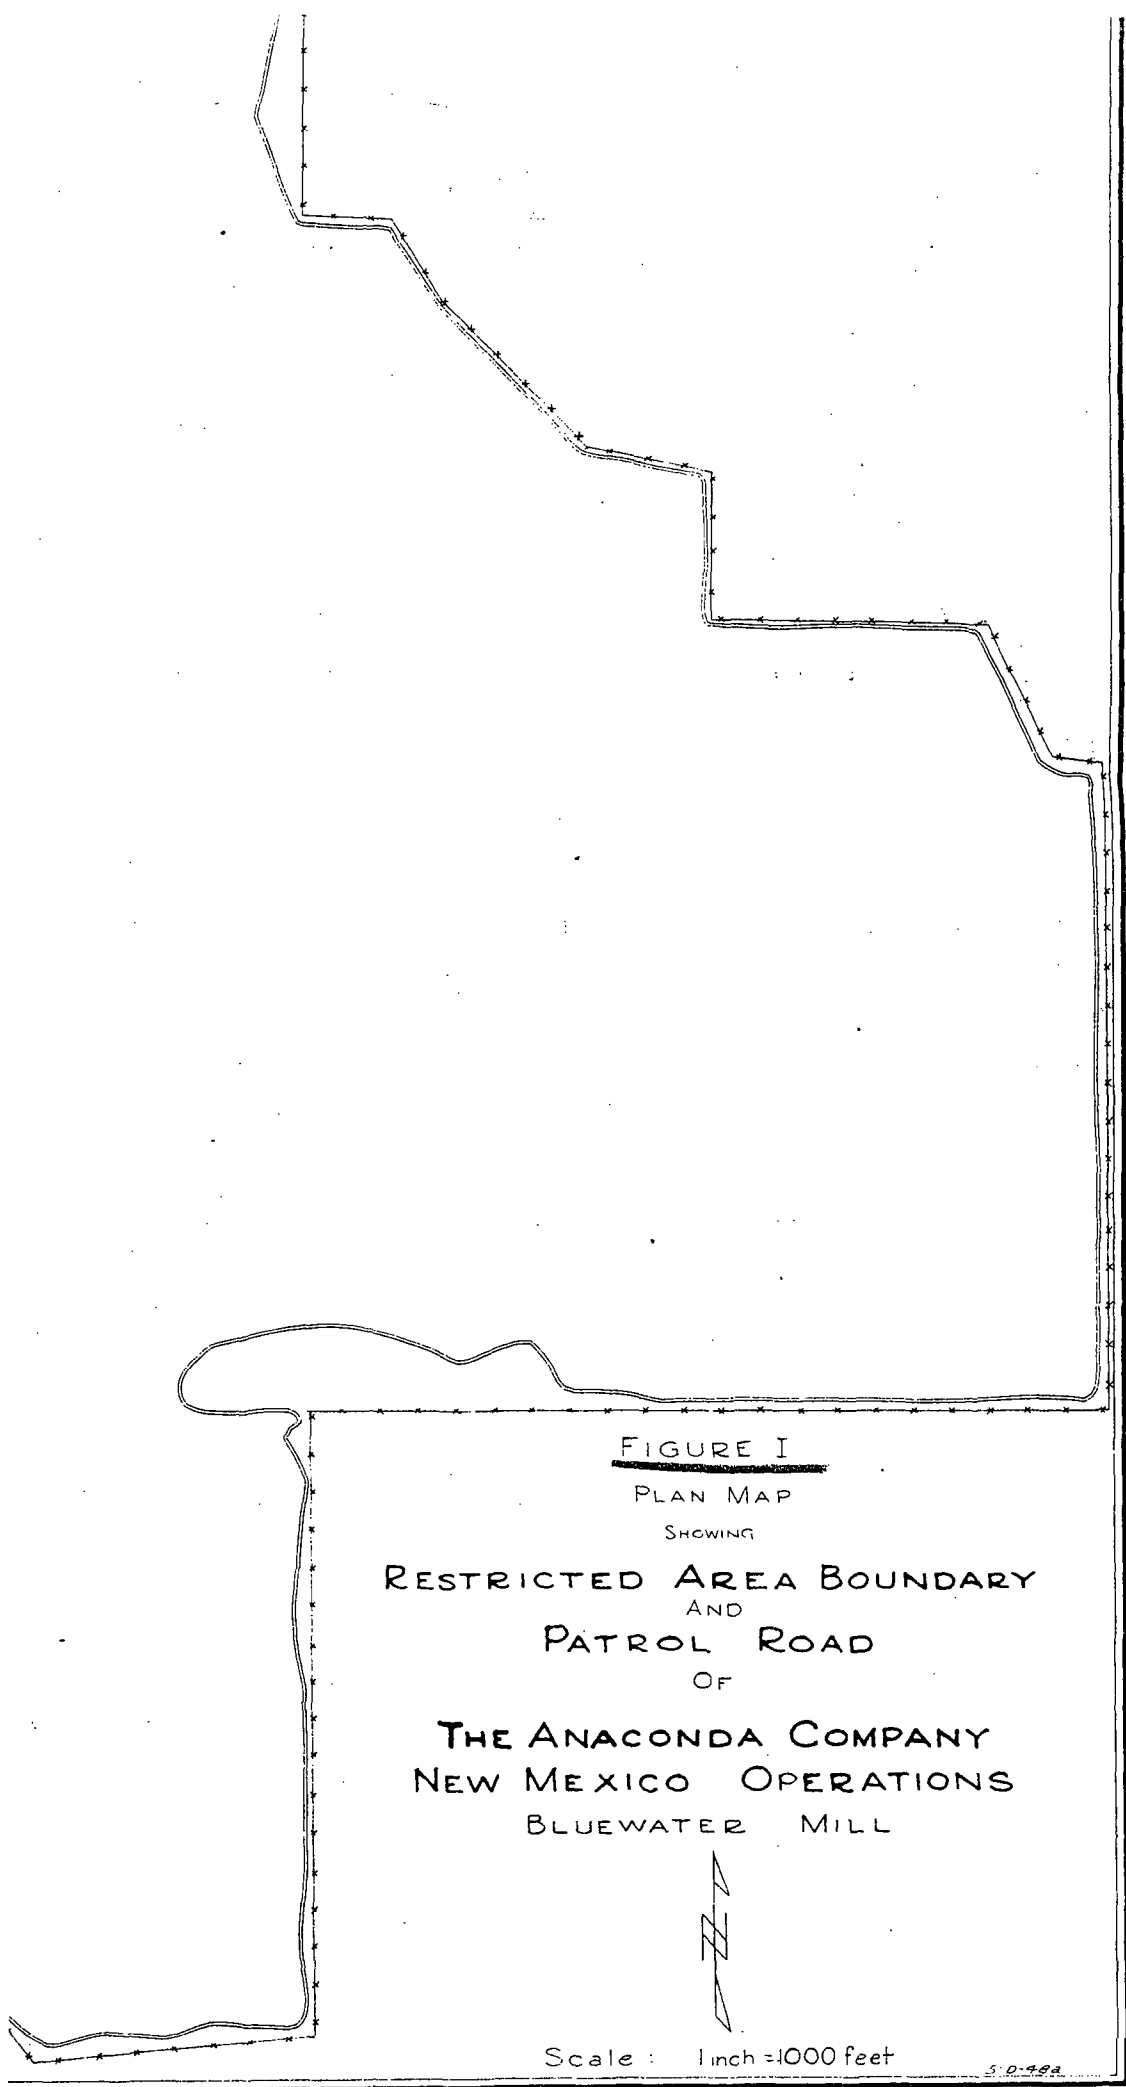 FIGURE I
PLAN MAP
SHOWING
RESTRICTED AREA BOUNDARY
AND
PATROL ROAD
OF
THE ANACONDA COMPANY
NEW MEXICO OPERATIONS
BLUEWATER MILL
N
Scale : 1 inch = 1000 feet
S-D-48a